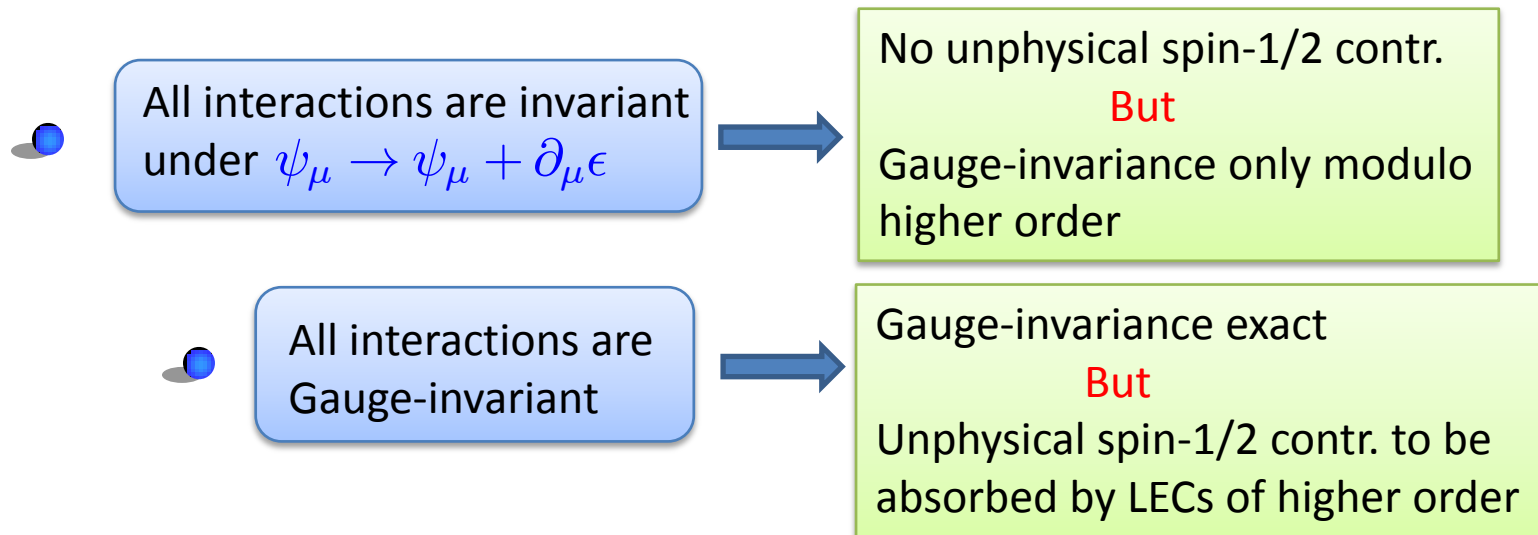 All interactions are invariant
under ψ_μ → ψ_μ + ∂_μ ϵ
No unphysical spin-1/2 contr.
But
Gauge-invariance only modulo
higher order
All interactions are
Gauge-invariant
Gauge-invariance exact
But
Unphysical spin-1/2 contr. to be
absorbed by LECs of higher order